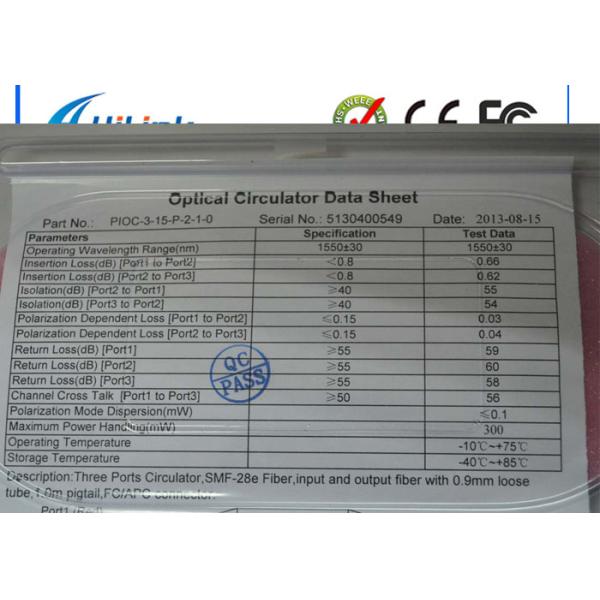 HiLink
CE FC
Optical Circulator Data Sheet
Part No.: PIOC-3-15-P-2-1-0 Serial No.: 5130400549 Date: 2013-08-15
Parameters Specification Test Data
Operating Wavelength Range(nm) 1550±30 1550±30
Insertion Loss(dB) [Port1 to Port2] <0.8 0.66
Insertion Loss(dB) [Port2 to Port3] <0.8 0.62
Isolation(dB) [Port2 to Port1] ≥40 55
Isolation(dB) [Port3 to Port2] ≥40 54
Polarization Dependent Loss [Port1 to Port2] ≤0.15 0.03
Polarization Dependent Loss [Port2 to Port3] ≤0.15 0.04
Return Loss(dB) [Port1] ≥55 59
Return Loss(dB) [Port2] ≥55 60
Return Loss(dB) [Port3] ≥55 58
Channel Cross Talk [Port1 to Port3] ≥50 56
QC
PASS
Polarization Mode Dispersion(mW) ≤0.1
Maximum Power Handling(mW) 300
Operating Temperature -10℃~+75℃
Storage Temperature -40℃~+85℃
Description:Three Ports Circulator,SMF-28e Fiber,input and output fiber with 0.9mm loose
tube,1.0m pigtail,FC/APC connector.
Port1